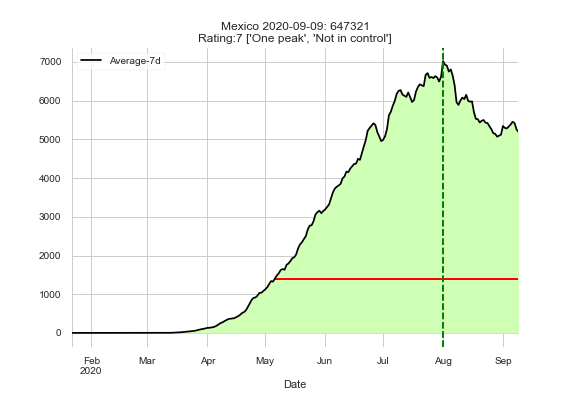 Mexico 2020-09-09: 647321
Rating:7 ['One peak', 'Not in control']
Average-7d
7000
6000
5000
4000
3000
2000
1000
0
Feb Mar Apr May Jun Jul Aug Sep
2020
Date